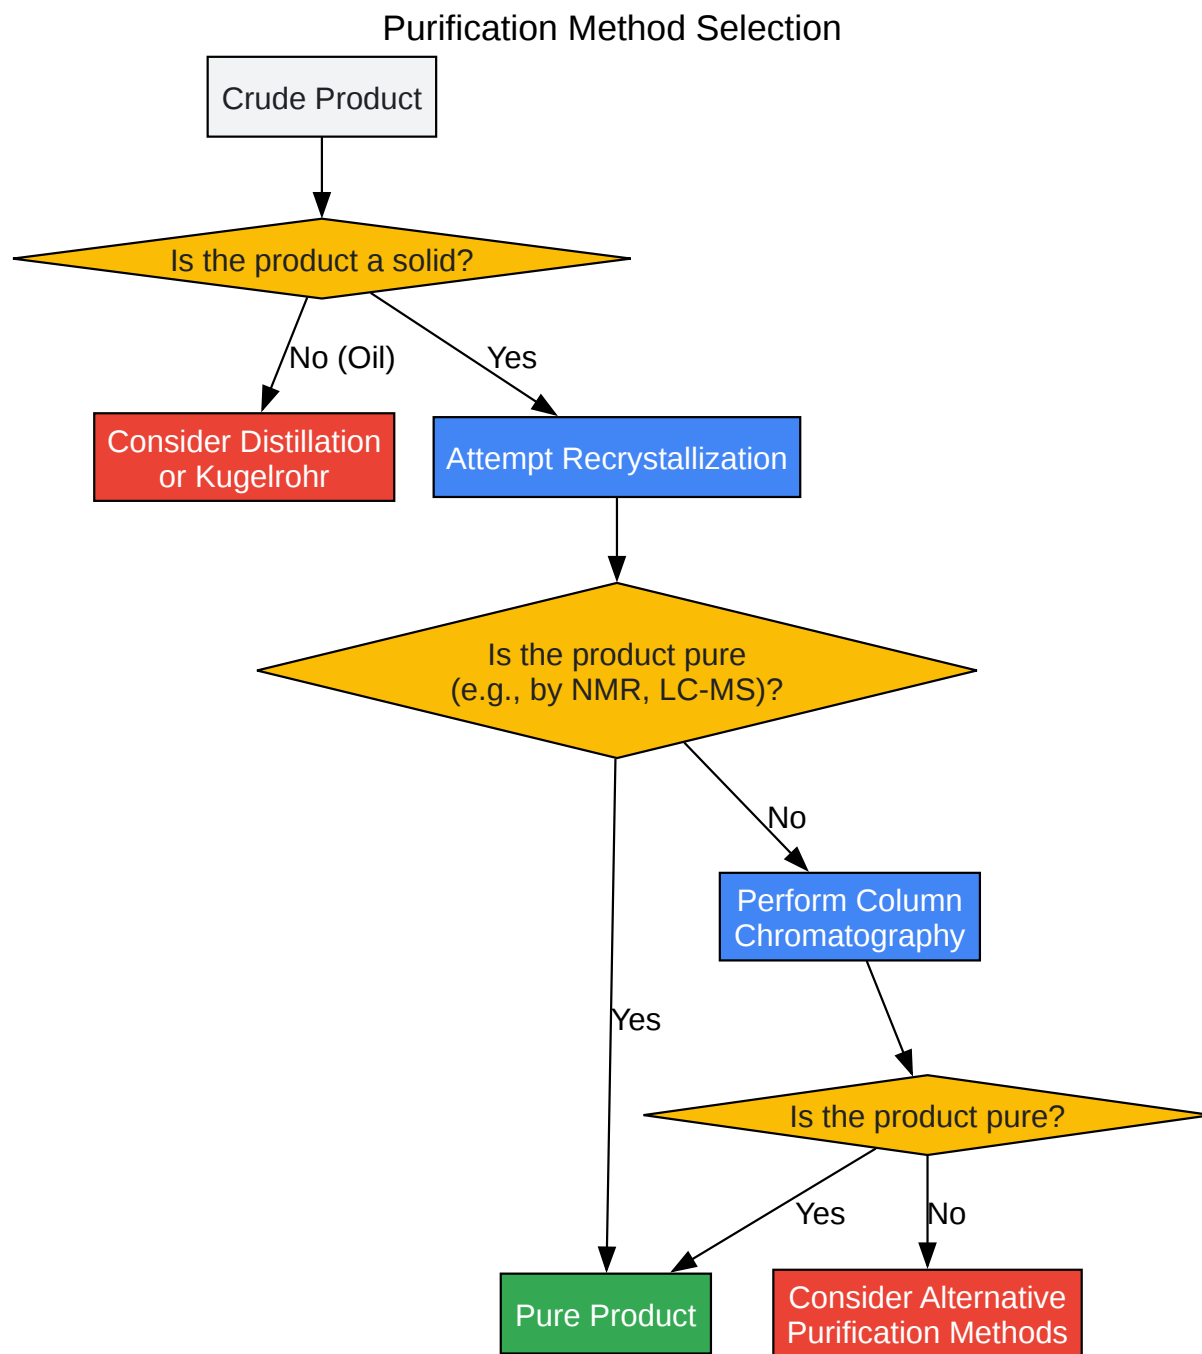 Purification Method Selection
Crude Product
Is the product a solid?
No (Oil)
Yes
Consider Distillation
or Kugelrohr
Attempt Recrystallization
Is the product pure
(e.g., by NMR, LC-MS)?
No
Perform Column
Chromatography
Yes
Is the product pure?
Yes
No
Pure Product
Consider Alternative
Purification Methods